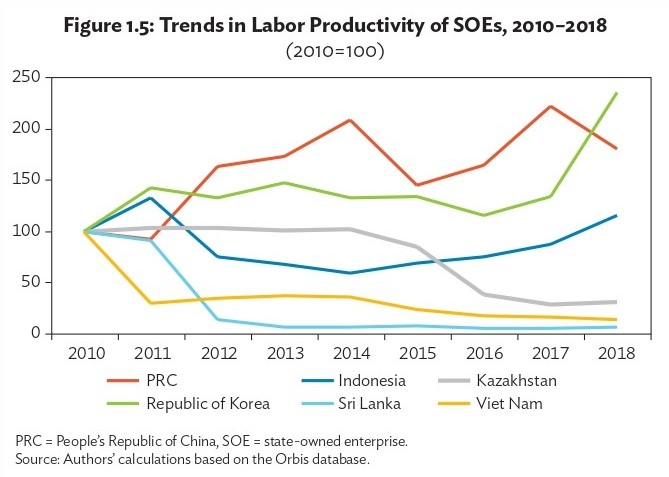 Figure 1.5: Trends in Labor Productivity of SOEs, 2010–2018
(2010=100)
250
200
150
100
50
0
2010 2011 2012 2013 2014 2015 2016 2017 2018
PRC Indonesia Kazakhstan
Republic of Korea Sri Lanka Viet Nam
PRC = People's Republic of China, SOE = state-owned enterprise.
Source: Authors' calculations based on the Orbis database.